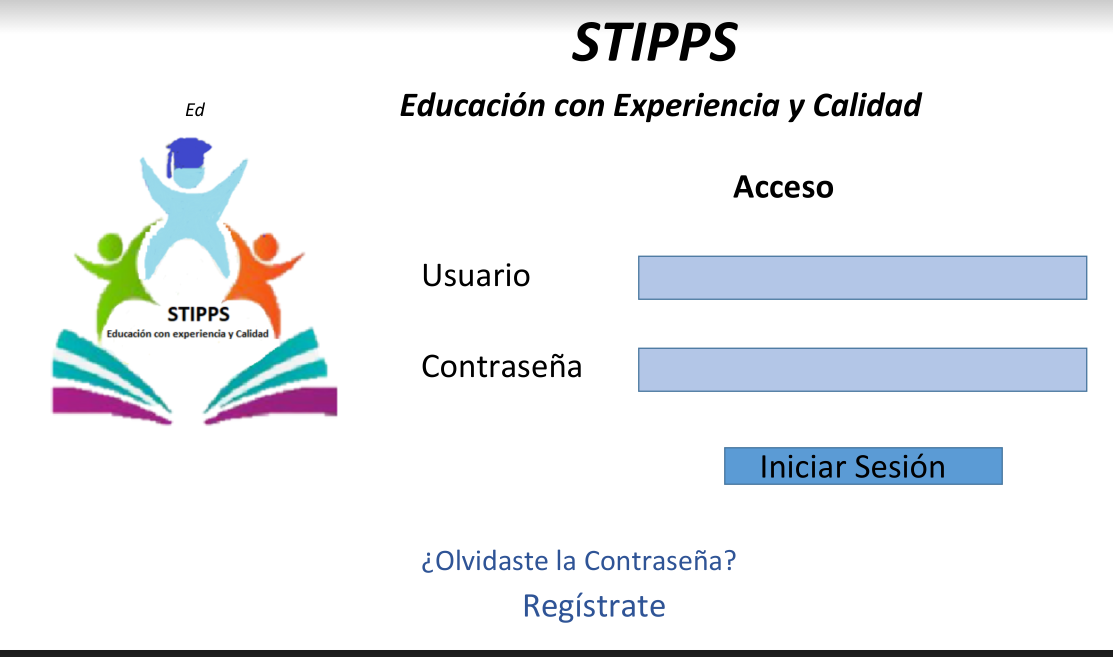 STIPPS
Educación con Experiencia y Calidad
Ed
STIPPS
Educación con experiencia y Calidad
Acceso
Usuario
Contraseña
Iniciar Sesión
¿Olvidaste la Contraseña?
Regístrate